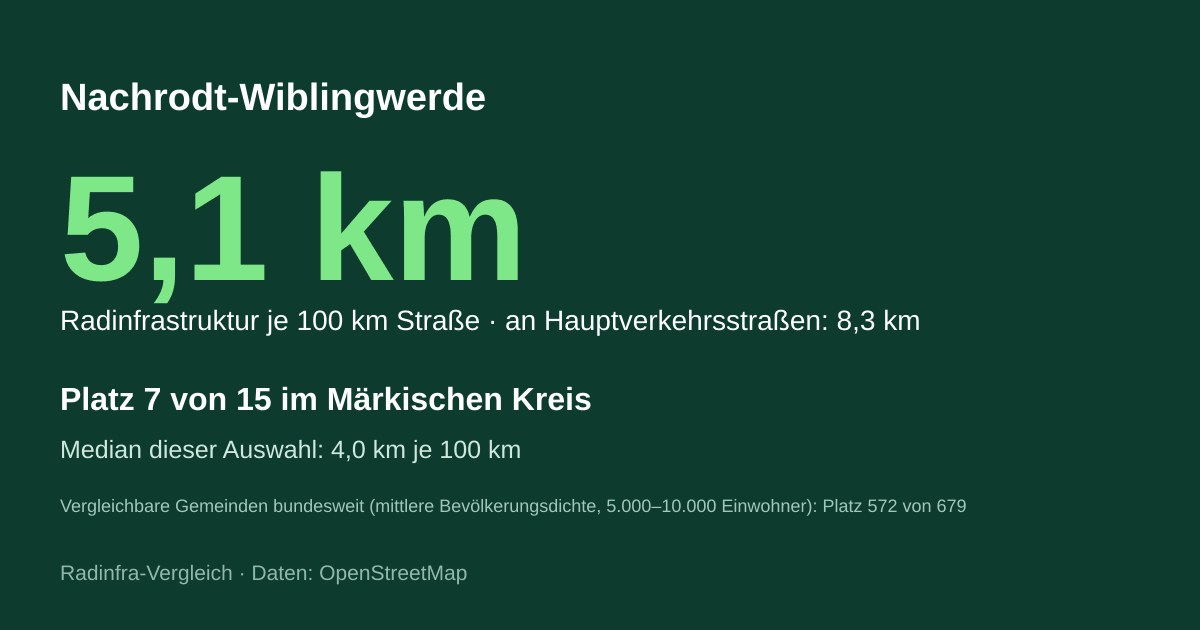 Nachrodt-Wiblingwerde
5,1 km
Radinfrastruktur je 100 km Straße · an Hauptverkehrsstraßen: 8,3 km
Platz 7 von 15 im Märkischen Kreis
Median dieser Auswahl: 4,0 km je 100 km
Vergleichbare Gemeinden bundesweit (mittlere Bevölkerungsdichte, 5.000–10.000 Einwohner): Platz 572 von 679
Radinfra-Vergleich · Daten: OpenStreetMap